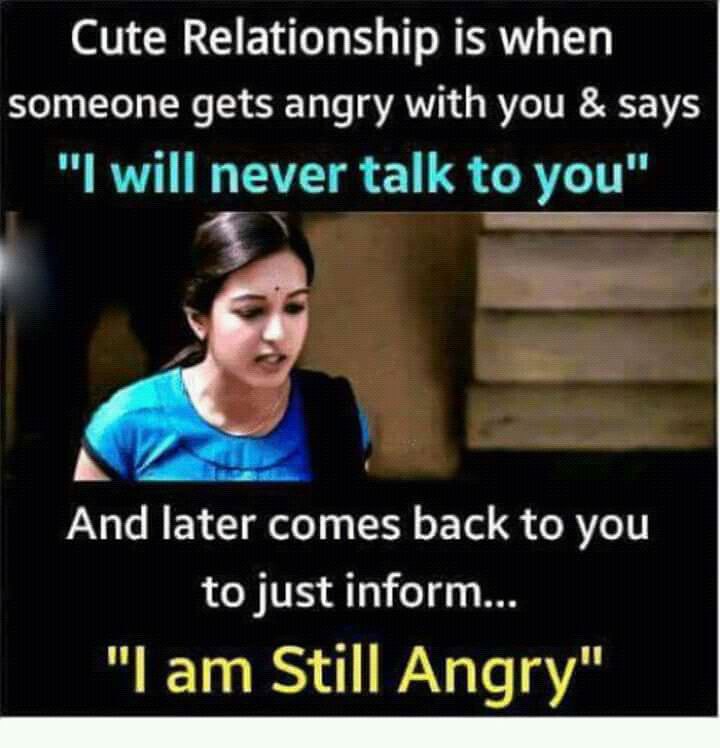 Cute Relationship is when
someone gets angry with you & says
"I will never talk to you"
And later comes back to you
to just inform...
"I am Still Angry"